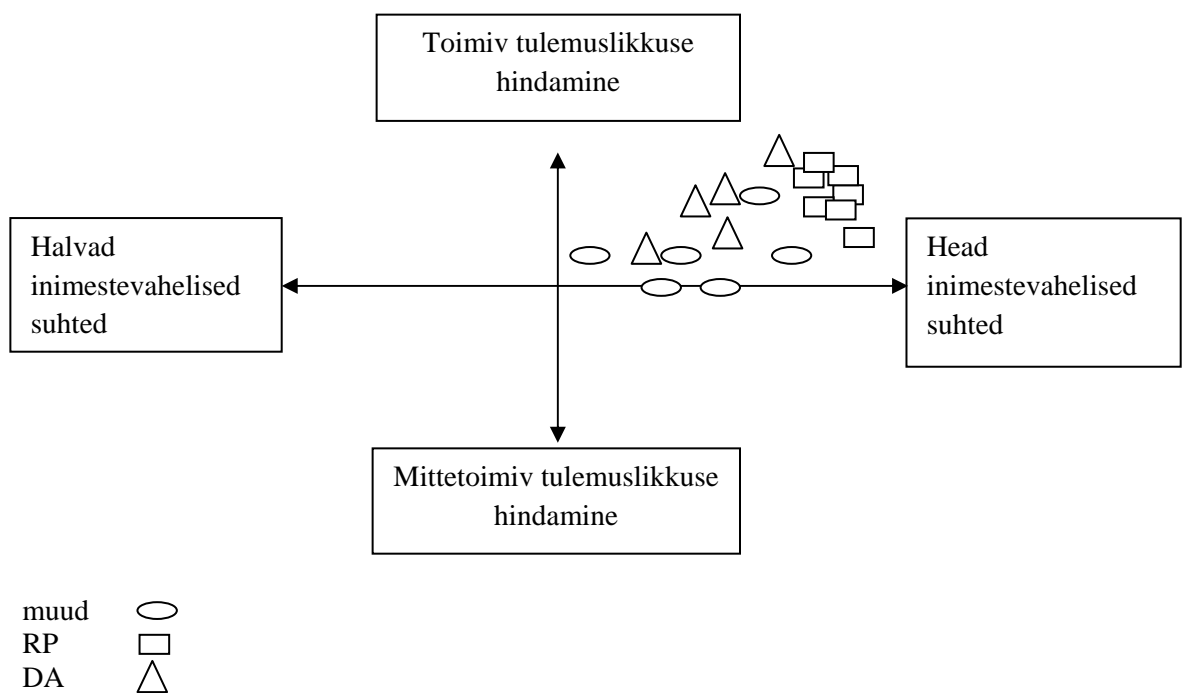 Toimiv tulemuslikkuse
hindamine
Halvad
inimestevahelised
suhted
Head
inimestevahelised
suhted
Mittetoimiv tulemuslikkuse
hindamine
muud
RP
DA